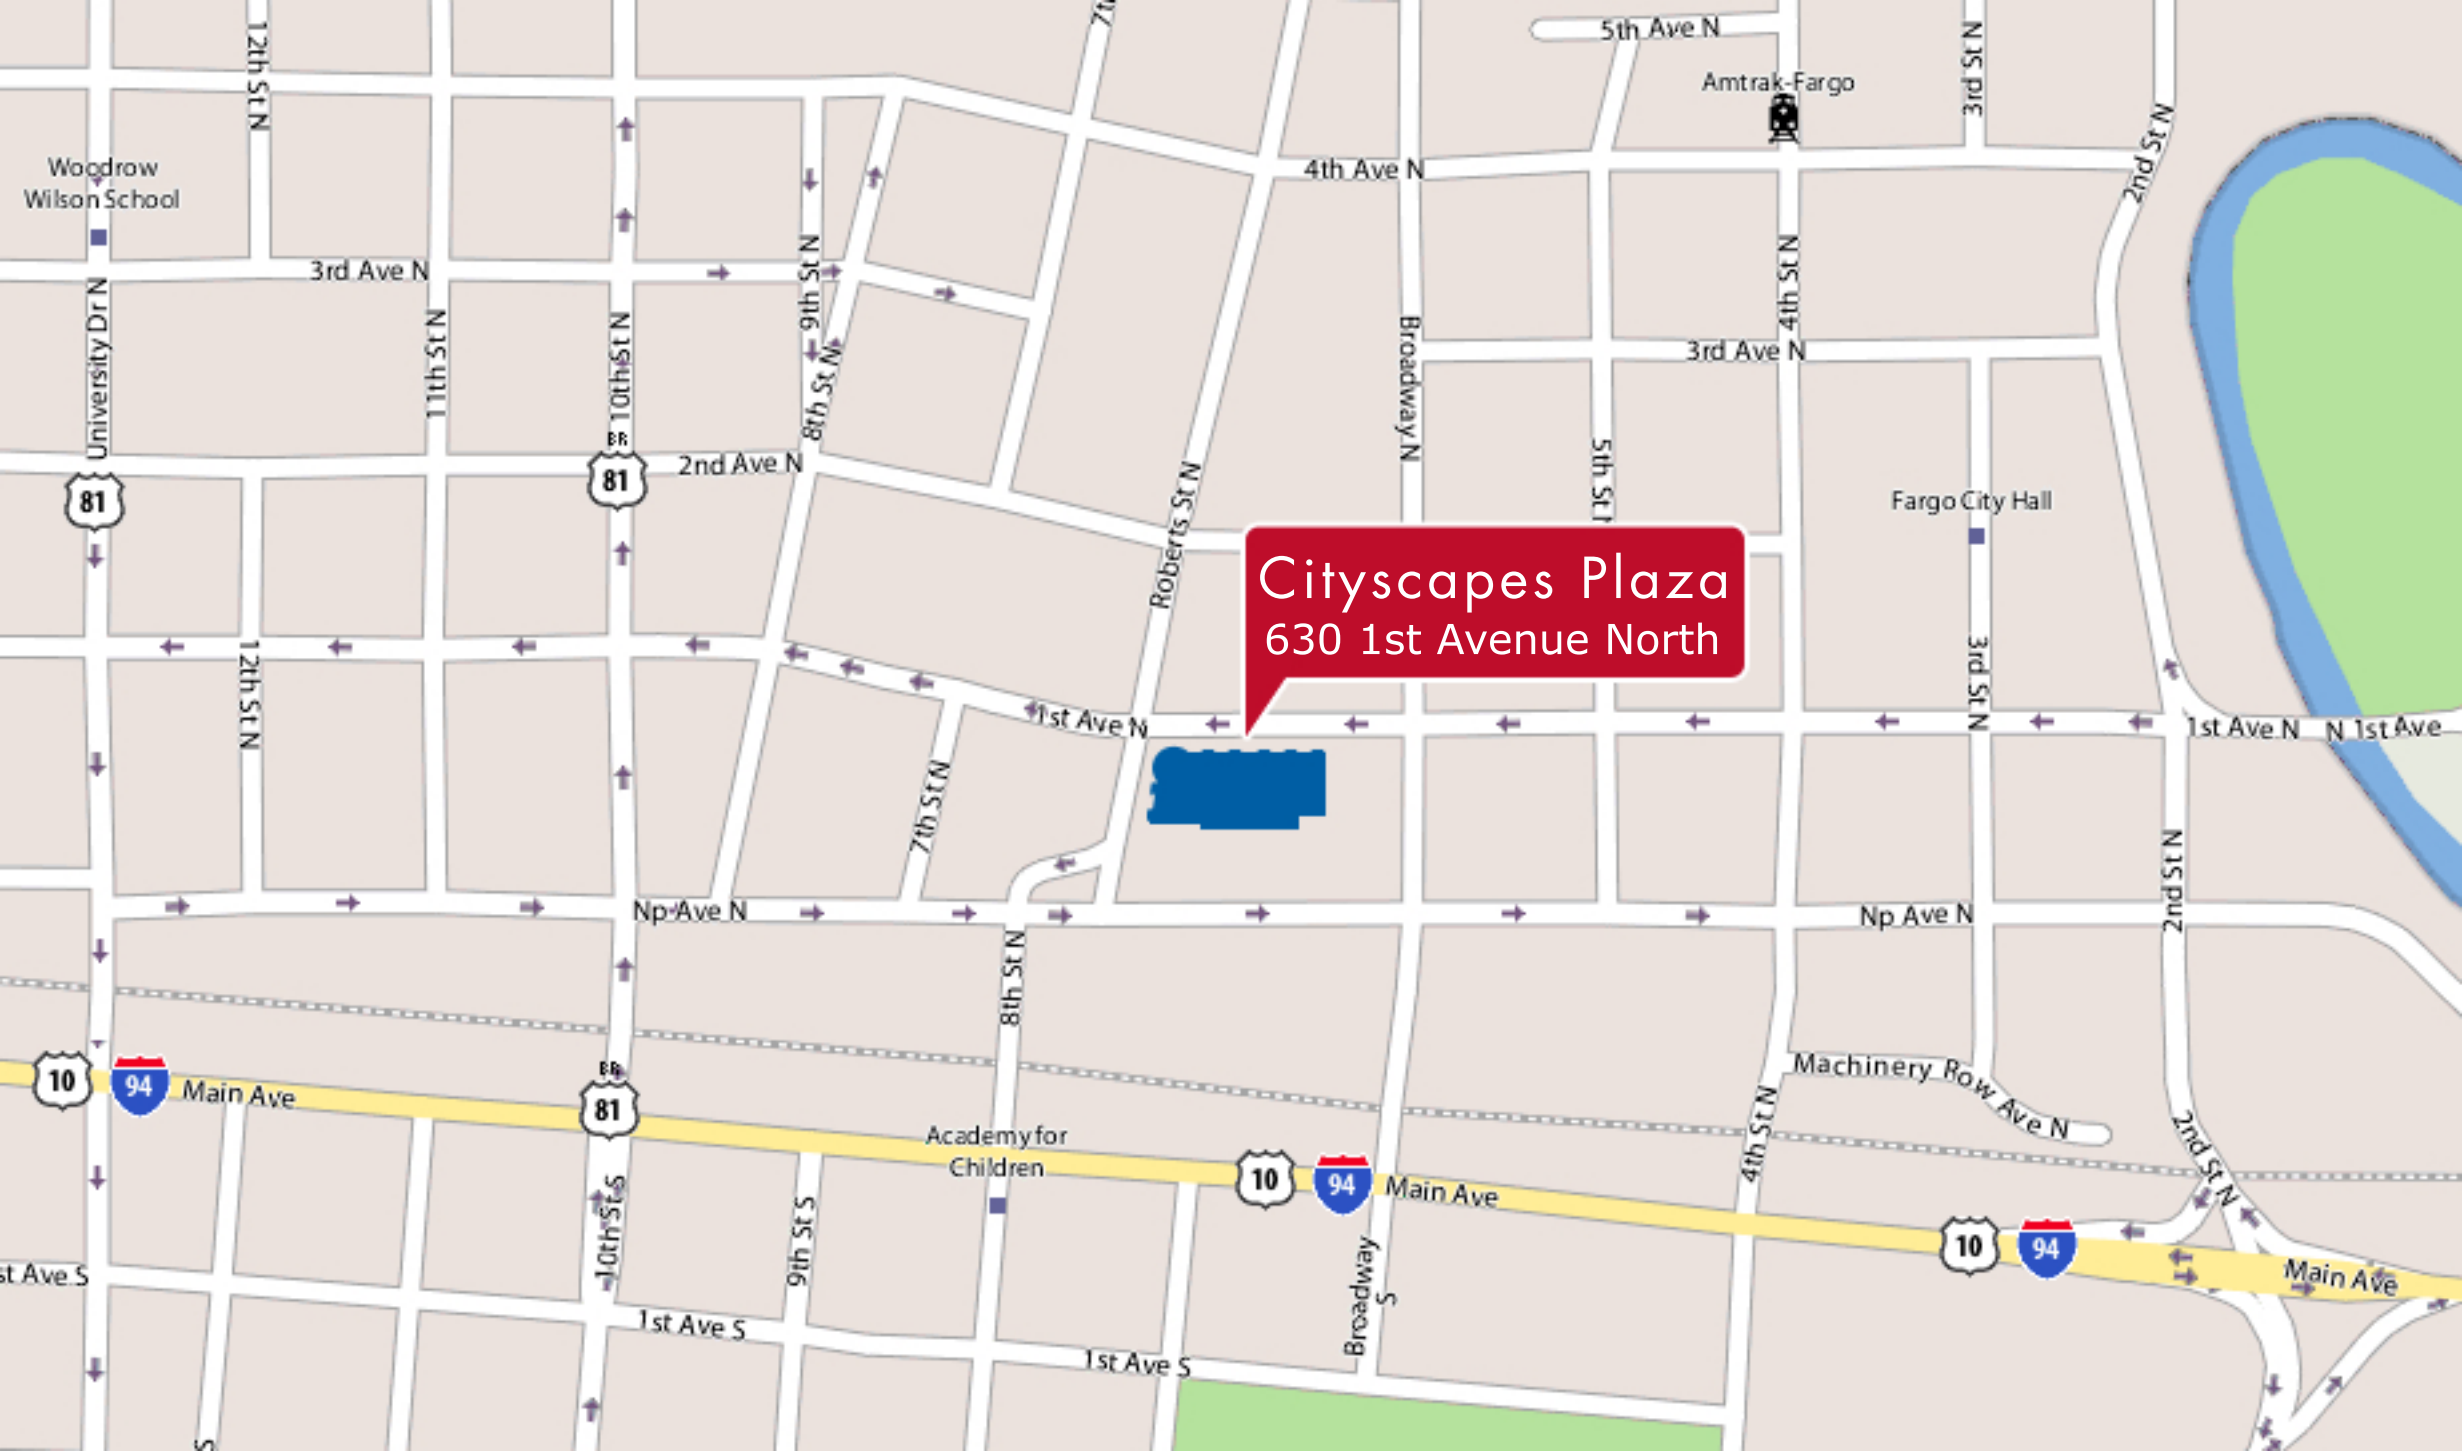 7t
12th St N
5th Ave N
3rd St N
Amtrak-Fargo
2nd St N
Woodrow
Wilson School
4th Ave N
3rd Ave N
9th St N
4th St N
University Dr N
11th St N
10th St N
8th St N
Broadway N
3rd Ave N
BR
81
81
2nd Ave N
Roberts St N
5th St
Fargo City Hall
Cityscapes Plaza
630 1st Avenue North
12th St N
3rd St N
1st Ave N
1st Ave N
N 1st Ave
7th St N
2nd St N
Np Ave N
Np Ave N
8th St N
10
94
Main Ave
BR
81
Machinery Row Ave N
4th St N
Academy for
Children
2nd St N
10
94
Main Ave
10th St S
9th St S
10
94
Main Ave
Broadway
S
st Ave S
1st Ave S
1st Ave S
S